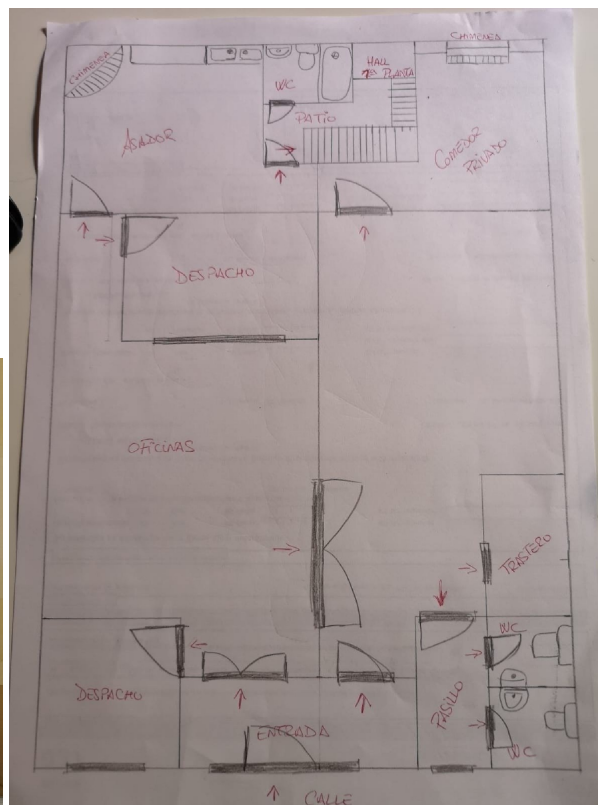 CHIMENEA
CHIMENEA
WC
HALL
1ª PLANTA
PATIO
ASADOR
COMEDOR
PRIVADO
DESPACHO
OFICINAS
TRASTERO
WC
DESPACHO
PASILLO
ENTRADA
WC
CALLE